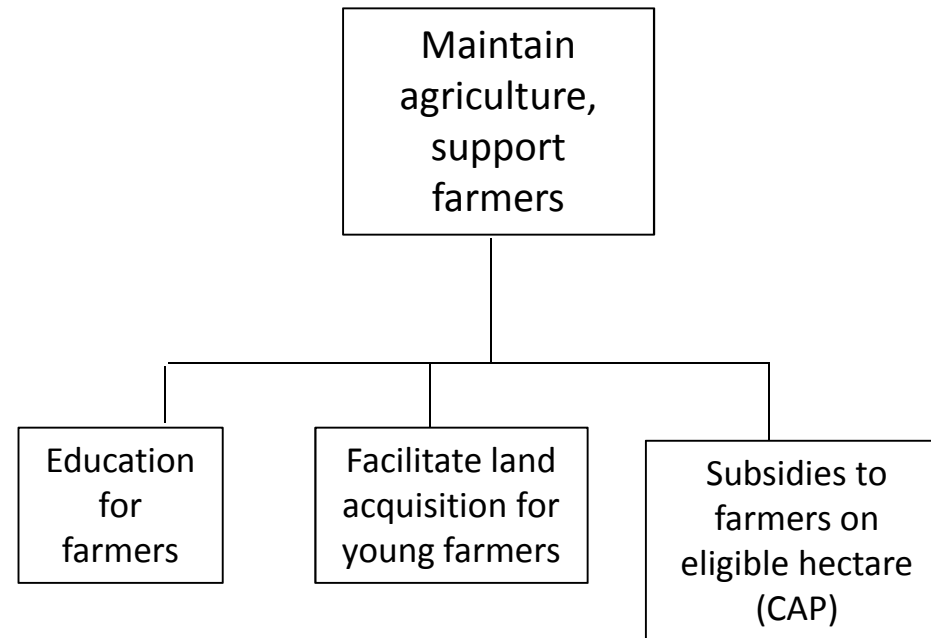 Maintain
agriculture,
support
farmers
Education
for
farmers
Facilitate land
acquisition for
young farmers
Subsidies to
farmers on
eligible hectare
(CAP)